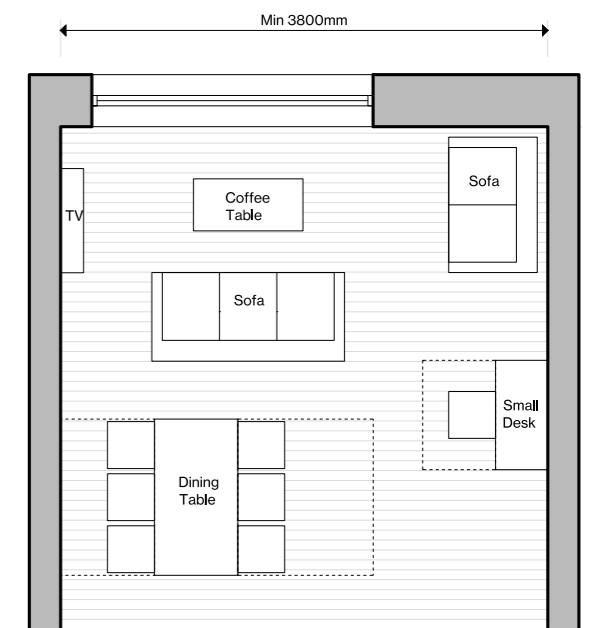 Min 3800mm
Sofa
Coffee
Table
TV
Sofa
Small
Desk
Dining
Table